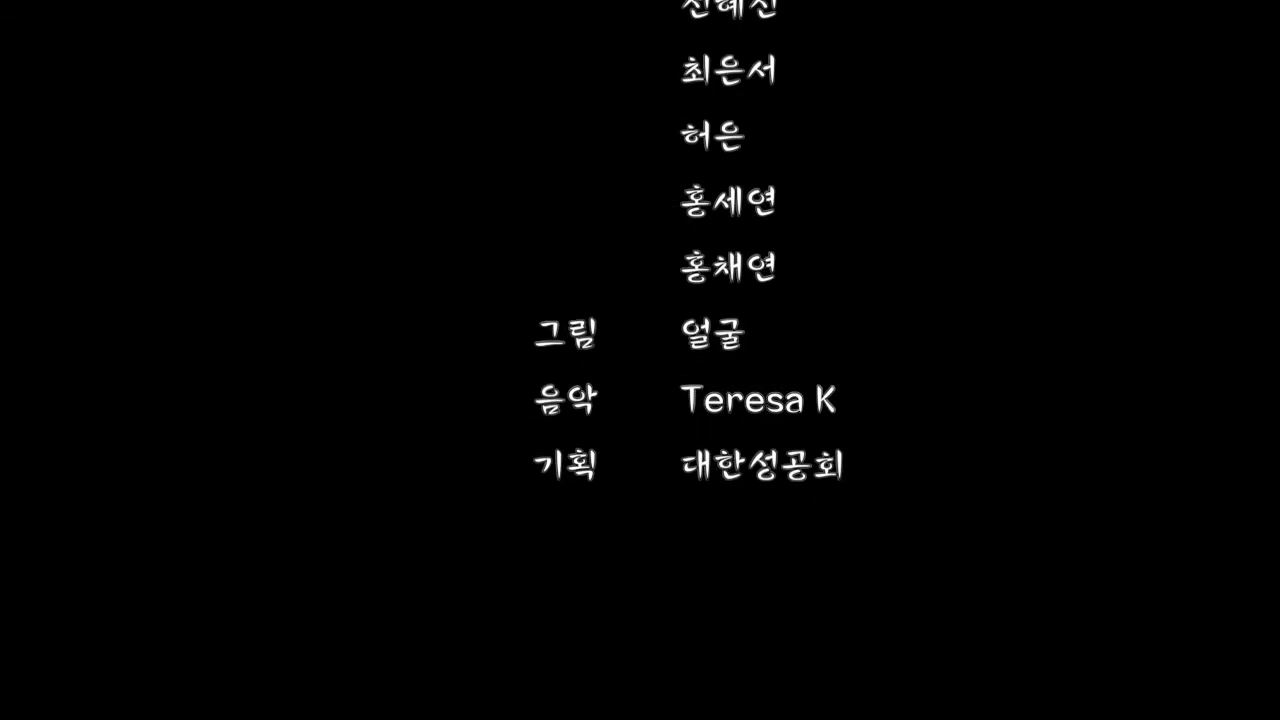 최은서
허은
홍세연
홍채연
그림 얼굴
음악 Teresa K
기획 대한성공회